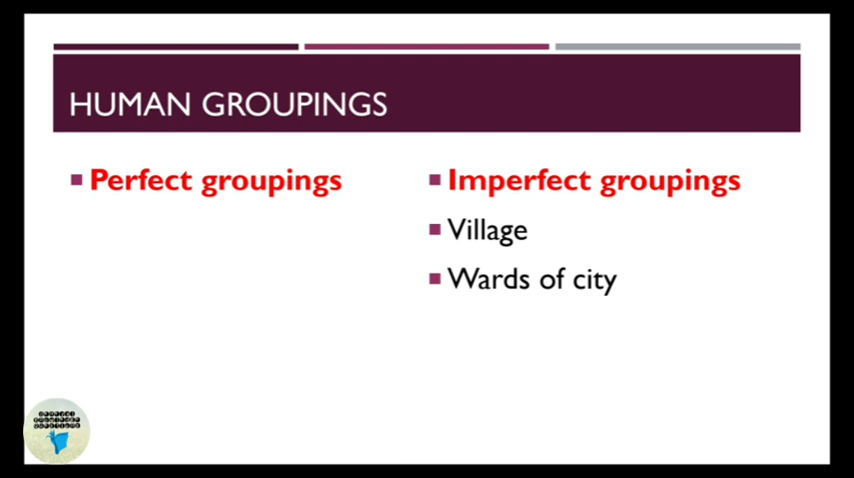 HUMAN GROUPINGS
Perfect groupings
Imperfect groupings
Village
Wards of city